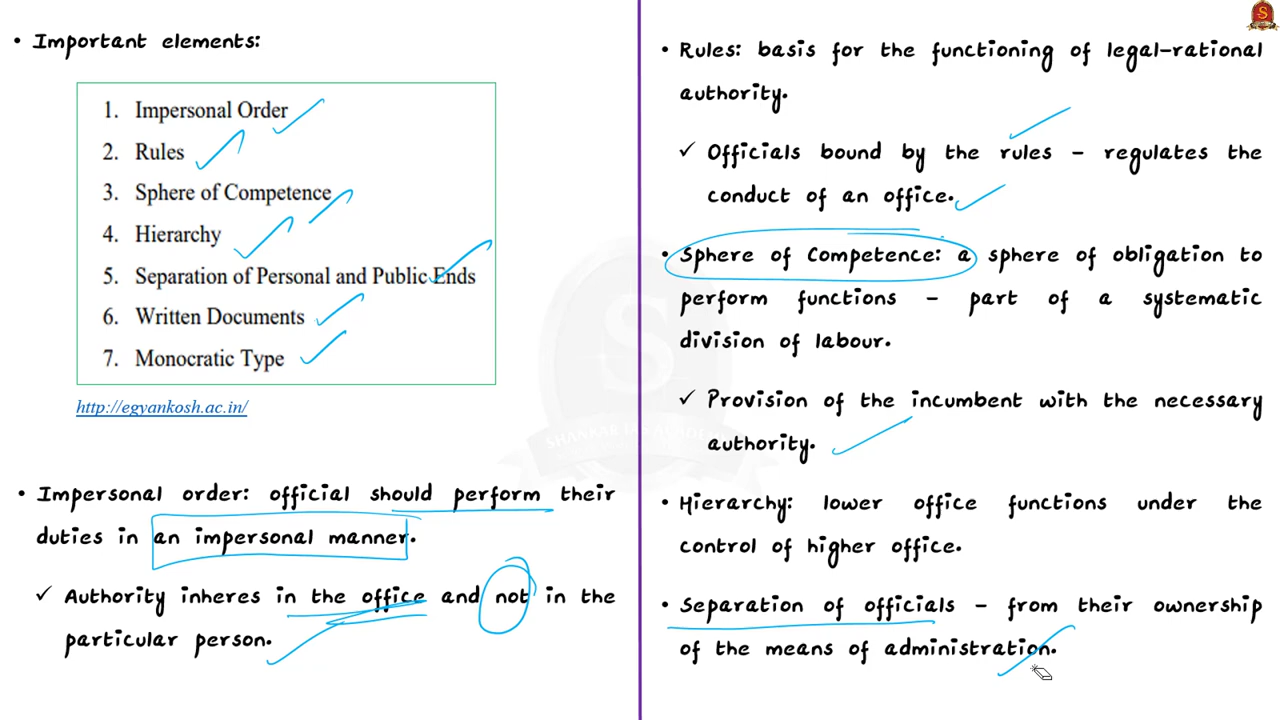 • Important elements:
1. Impersonal Order
2. Rules
3. Sphere of Competence
4. Hierarchy
5. Separation of Personal and Public Ends
6. Written Documents
7. Monocratic Type
http://egyankosh.ac.in/
• Impersonal order: official should perform their
duties in an impersonal manner.
✓ Authority inheres in the office and not in the
particular person.
• Rules: basis for the functioning of legal-rational
authority.
✓ Officials bound by the rules – regulates the
conduct of an office.
• Sphere of Competence: a sphere of obligation to
perform functions – part of a systematic
division of labour.
✓ Provision of the incumbent with the necessary
authority.
• Hierarchy: lower office functions under the
control of higher office.
• Separation of officials – from their ownership
of the means of administration.
S
SHANKAR IAS ACADEMY